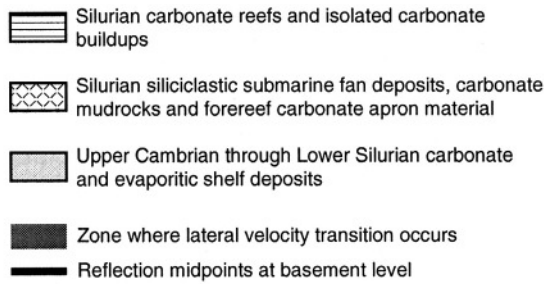 Silurian carbonate reefs and isolated carbonate
buildups
Silurian siliciclastic submarine fan deposits, carbonate
mudrocks and forereef carbonate apron material
Upper Cambrian through Lower Silurian carbonate
and evaporitic shelf deposits
Zone where lateral velocity transition occurs
Reflection midpoints at basement level